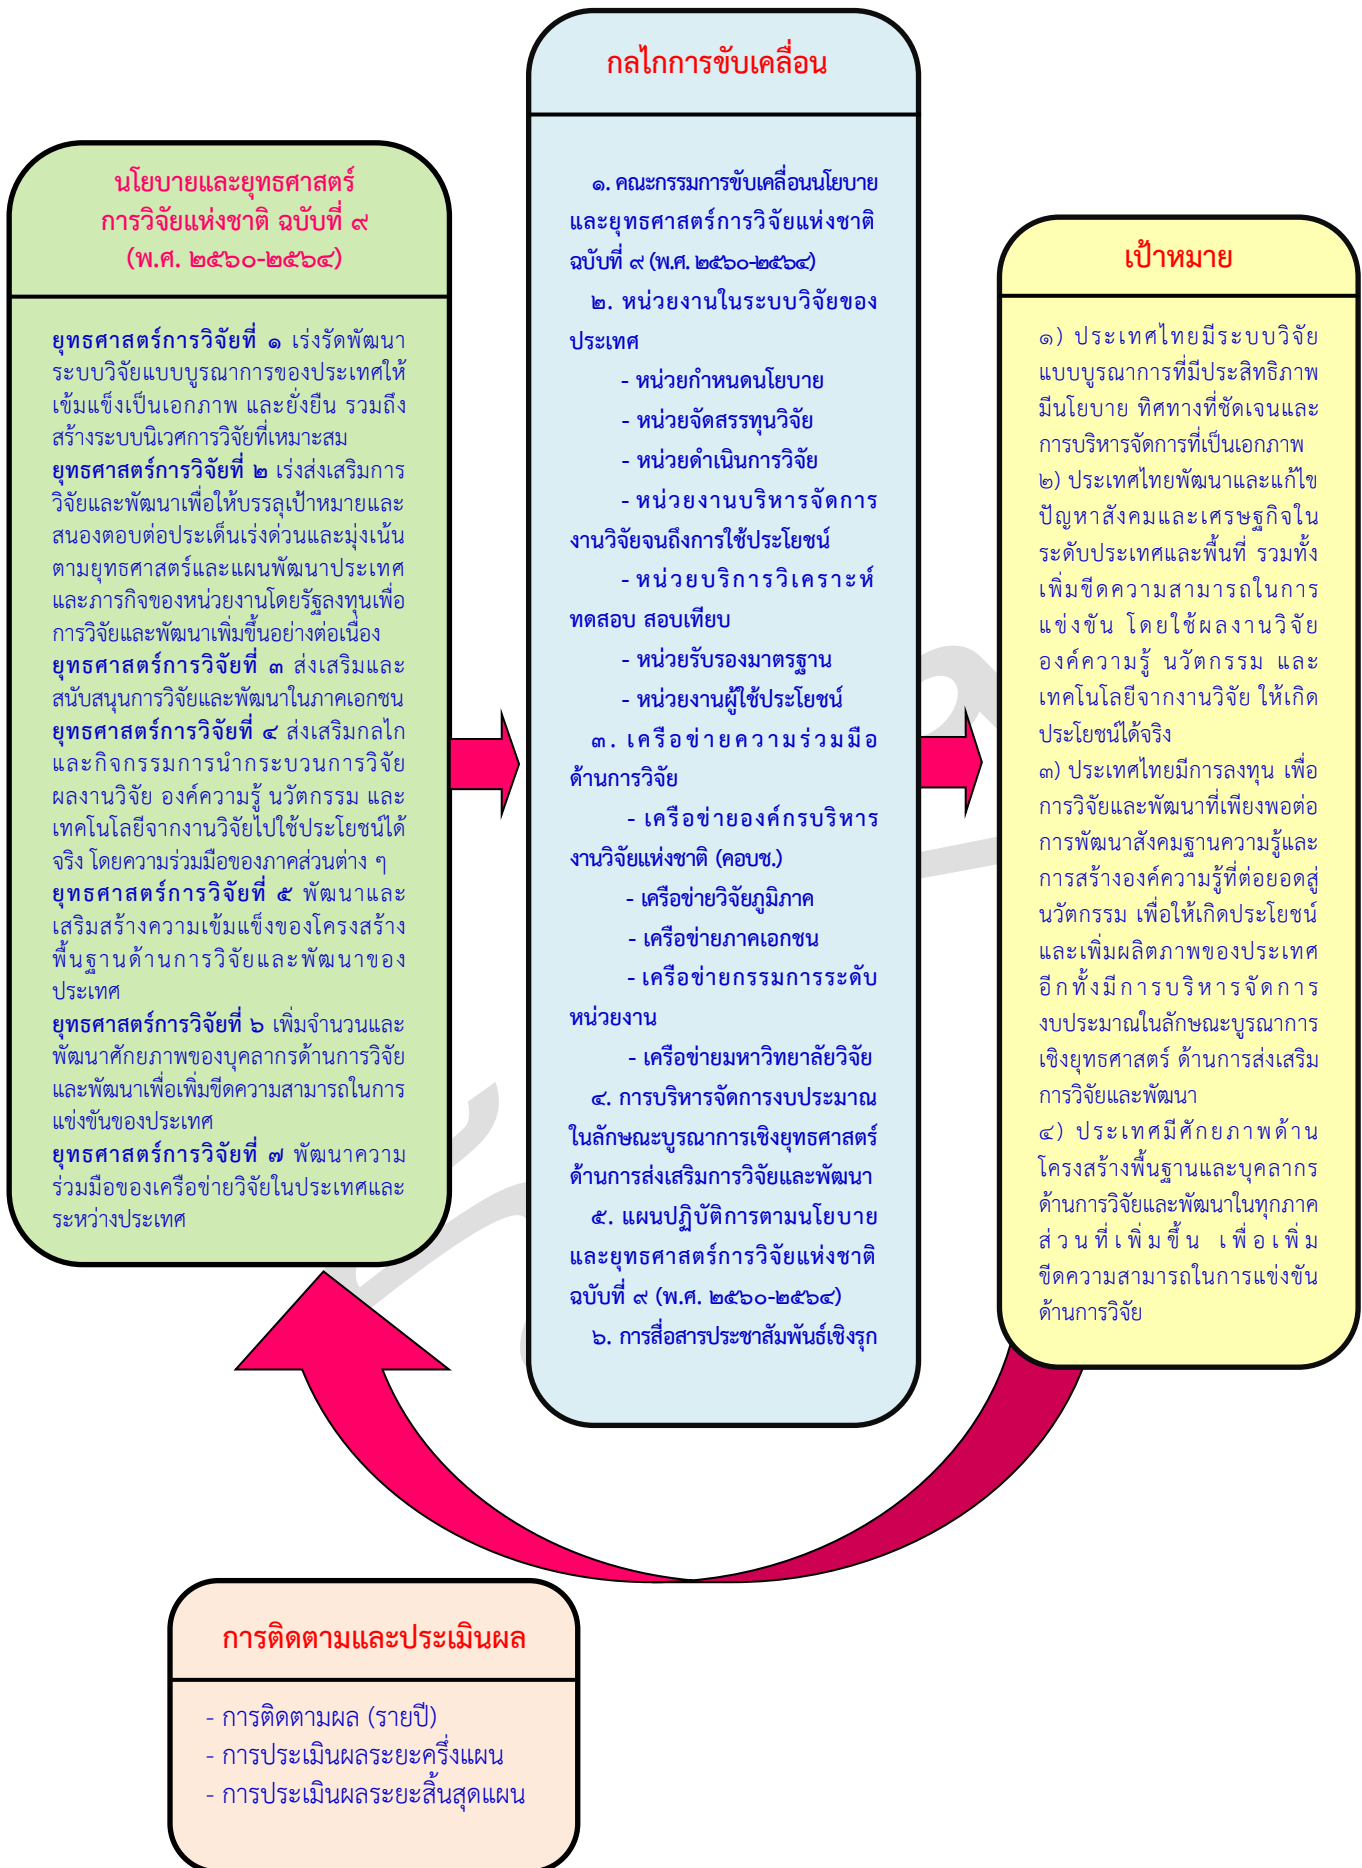 นโยบายและยุทธศาสตร์
การวิจัยแห่งชาติ ฉบับที่ ๙
(พ.ศ. ๒๕๖๐-๒๕๖๔)
ยุทธศาสตร์การวิจัยที่ ๑ เร่งรัดพัฒนา
ระบบวิจัยแบบบูรณาการของประเทศให้
เข้มแข็งเป็นเอกภาพ และยั่งยืน รวมถึง
สร้างระบบนิเวศการวิจัยที่เหมาะสม
ยุทธศาสตร์การวิจัยที่ ๒ เร่งส่งเสริมการ
วิจัยและพัฒนาเพื่อให้บรรลุเป้าหมายและ
สนองตอบต่อประเด็นเร่งด่วนและมุ่งเน้น
ตามยุทธศาสตร์และแผนพัฒนาประเทศ
และภารกิจของหน่วยงานโดยรัฐลงทุนเพื่อ
การวิจัยและพัฒนาเพิ่มขึ้นอย่างต่อเนื่อง
ยุทธศาสตร์การวิจัยที่ ๓ ส่งเสริมและ
สนับสนุนการวิจัยและพัฒนาในภาคเอกชน
ยุทธศาสตร์การวิจัยที่ ๔ ส่งเสริมกลไก
และกิจกรรมการนำกระบวนการวิจัย
ผลงานวิจัย องค์ความรู้ นวัตกรรม และ
เทคโนโลยีจากงานวิจัยไปใช้ประโยชน์ได้
จริง โดยความร่วมมือของภาคส่วนต่าง ๆ
ยุทธศาสตร์การวิจัยที่ ๕ พัฒนาและ
เสริมสร้างความเข้มแข็งของโครงสร้าง
พื้นฐานด้านการวิจัยและพัฒนาของ
ประเทศ
ยุทธศาสตร์การวิจัยที่ ๖ เพิ่มจำนวนและ
พัฒนาศักยภาพของบุคลากรด้านการวิจัย
และพัฒนาเพื่อเพิ่มขีดความสามารถในการ
แข่งขันของประเทศ
ยุทธศาสตร์การวิจัยที่ ๗ พัฒนาความ
ร่วมมือของเครือข่ายวิจัยในประเทศและ
ระหว่างประเทศ
กลไกการขับเคลื่อน
๑. คณะกรรมการขับเคลื่อนนโยบาย
และยุทธศาสตร์การวิจัยแห่งชาติ
ฉบับที่ ๙ (พ.ศ. ๒๕๖๐-๒๕๖๔)
๒. หน่วยงานในระบบวิจัยของ
ประเทศ
- หน่วยกำหนดนโยบาย
- หน่วยจัดสรรทุนวิจัย
- หน่วยดำเนินการวิจัย
- หน่วยงานบริหารจัดการ
งานวิจัยจนถึงการใช้ประโยชน์
- หน่วยบริการวิเคราะห์
ทดสอบ สอบเทียบ
- หน่วยรับรองมาตรฐาน
- หน่วยงานผู้ใช้ประโยชน์
๓. เครือข่ายความร่วมมือ
ด้านการวิจัย
- เครือข่ายองค์กรบริหาร
งานวิจัยแห่งชาติ (คอบช.)
- เครือข่ายวิจัยภูมิภาค
- เครือข่ายภาคเอกชน
- เครือข่ายกรรมการระดับ
หน่วยงาน
- เครือข่ายมหาวิทยาลัยวิจัย
๔. การบริหารจัดการงบประมาณ
ในลักษณะบูรณาการเชิงยุทธศาสตร์
ด้านการส่งเสริมการวิจัยและพัฒนา
๕. แผนปฏิบัติการตามนโยบาย
และยุทธศาสตร์การวิจัยแห่งชาติ
ฉบับที่ ๙ (พ.ศ. ๒๕๖๐-๒๕๖๔)
๖. การสื่อสารประชาสัมพันธ์เชิงรุก
เป้าหมาย
๑) ประเทศไทยมีระบบวิจัย
แบบบูรณาการที่มีประสิทธิภาพ
มีนโยบาย ทิศทางที่ชัดเจนและ
การบริหารจัดการที่เป็นเอกภาพ
๒) ประเทศไทยพัฒนาและแก้ไข
ปัญหาสังคมและเศรษฐกิจใน
ระดับประเทศและพื้นที่ รวมทั้ง
เพิ่มขีดความสามารถในการ
แข่งขัน โดยใช้ผลงานวิจัย
องค์ความรู้ นวัตกรรม และ
เทคโนโลยีจากงานวิจัย ให้เกิด
ประโยชน์ได้จริง
๓) ประเทศไทยมีการลงทุน เพื่อ
การวิจัยและพัฒนาที่เพียงพอต่อ
การพัฒนาสังคมฐานความรู้และ
การสร้างองค์ความรู้ที่ต่อยอดสู่
นวัตกรรม เพื่อให้เกิดประโยชน์
และเพิ่มผลิตภาพของประเทศ
อีกทั้งมีการบริหารจัดการ
งบประมาณในลักษณะบูรณาการ
เชิงยุทธศาสตร์ ด้านการส่งเสริม
การวิจัยและพัฒนา
๔) ประเทศมีศักยภาพด้าน
โครงสร้างพื้นฐานและบุคลากร
ด้านการวิจัยและพัฒนาในทุกภาค
ส่วนที่เพิ่มขึ้น เพื่อเพิ่ม
ขีดความสามารถในการแข่งขัน
ด้านการวิจัย
การติดตามและประเมินผล
- การติดตามผล (รายปี)
- การประเมินผลระยะครึ่งแผน
- การประเมินผลระยะสิ้นสุดแผน